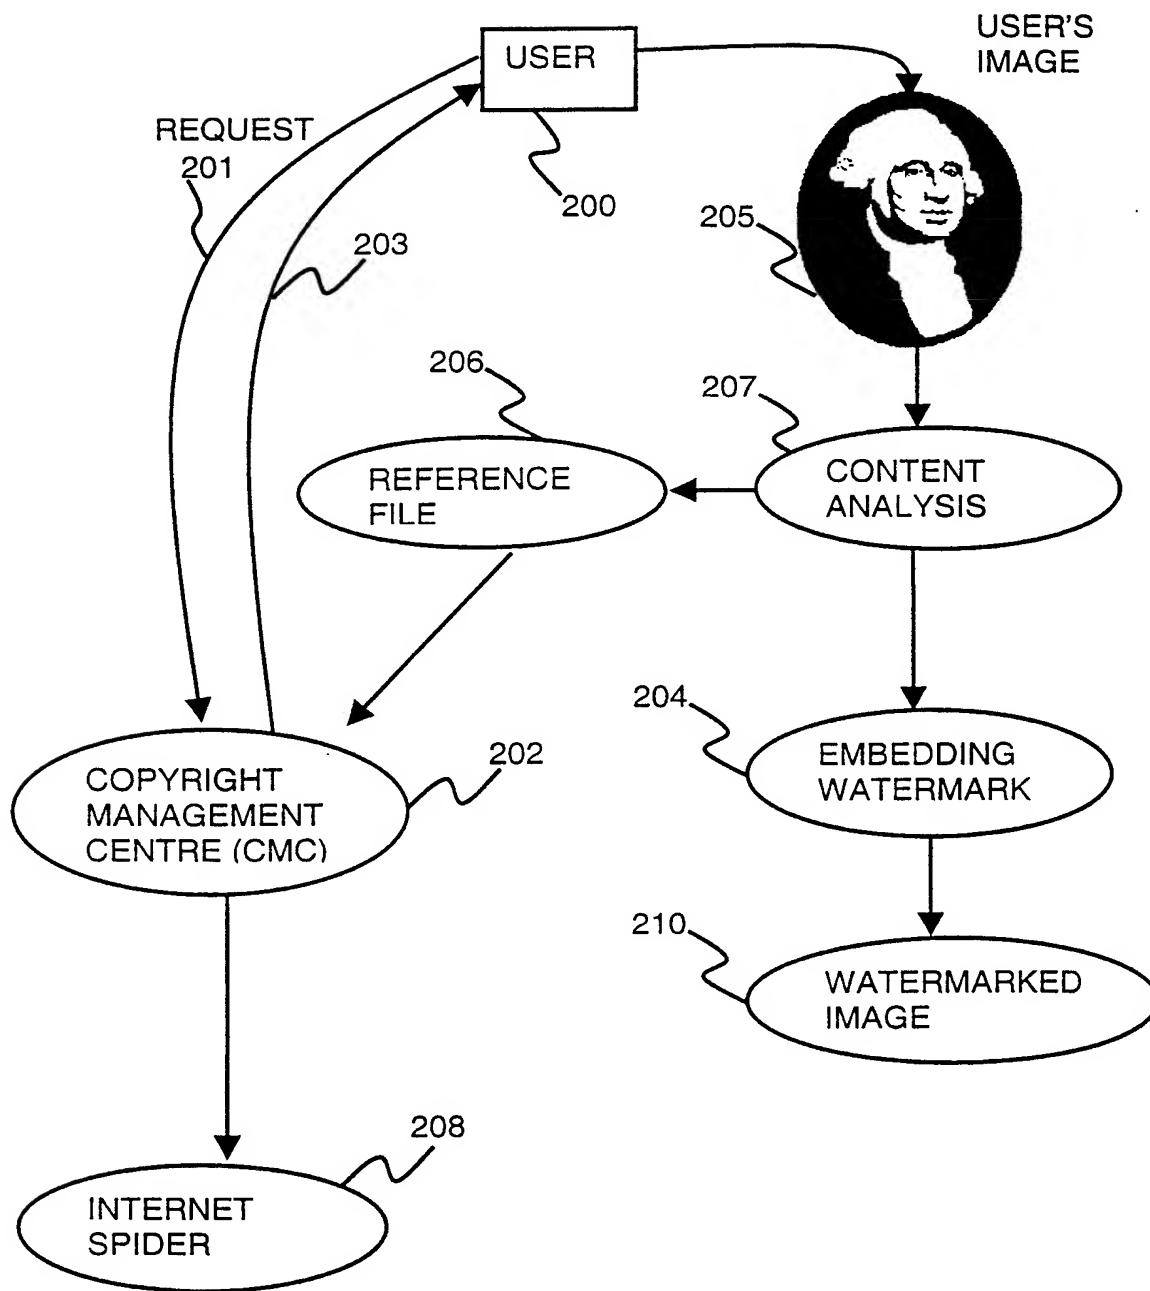 USER
USER'S
IMAGE
REQUEST
201
200
203
205
206
207
REFERENCE
FILE
CONTENT
ANALYSIS
204
202
COPYRIGHT
MANAGEMENT
CENTRE (CMC)
EMBEDDING
WATERMARK
210
WATERMARKED
IMAGE
208
INTERNET
SPIDER